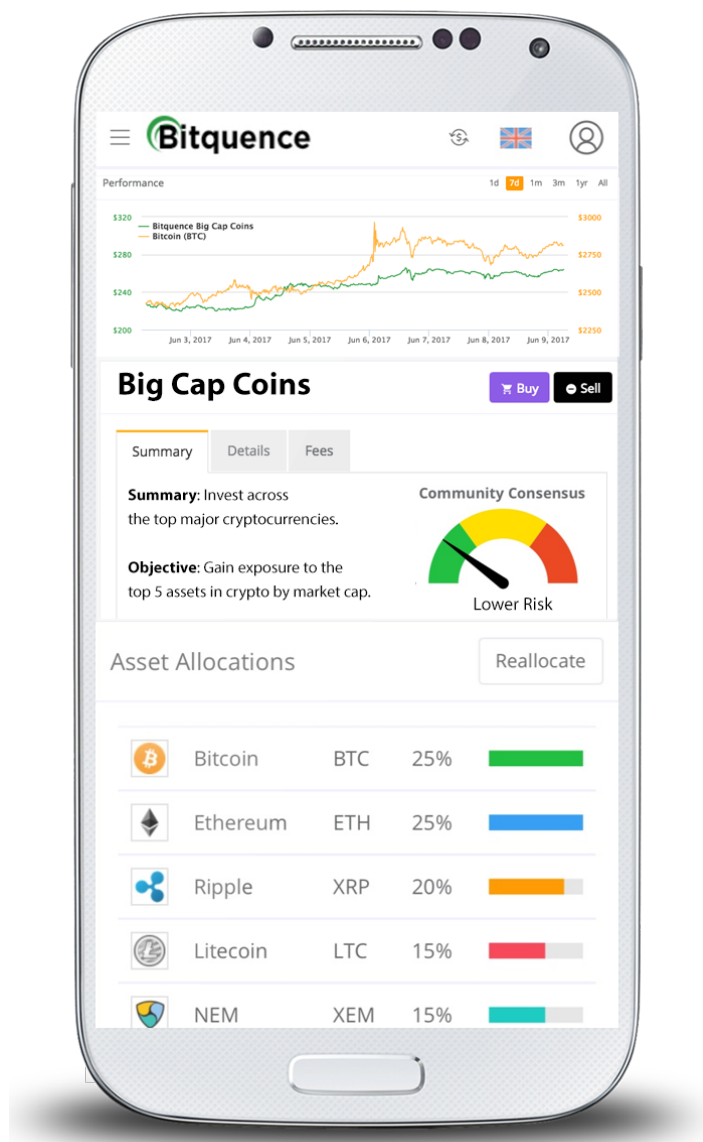 Bitquence
Performance
1d 7d 1m 3m 1yr All
$320
$280
$240
$200
Bitquence Big Cap Coins
Bitcoin (BTC)
$3000
$2750
$2500
$2250
Jun 3, 2017 Jun 4, 2017 Jun 5, 2017 Jun 6, 2017 Jun 7, 2017 Jun 8, 2017 Jun 9, 2017
Big Cap Coins
Buy
Sell
Summary Details Fees
Summary: Invest across
the top major cryptocurrencies.
Objective: Gain exposure to the
top 5 assets in crypto by market cap.
Community Consensus
Lower Risk
Asset Allocations
Reallocate
Bitcoin BTC 25%
Ethereum ETH 25%
Ripple XRP 20%
Litecoin LTC 15%
NEM XEM 15%